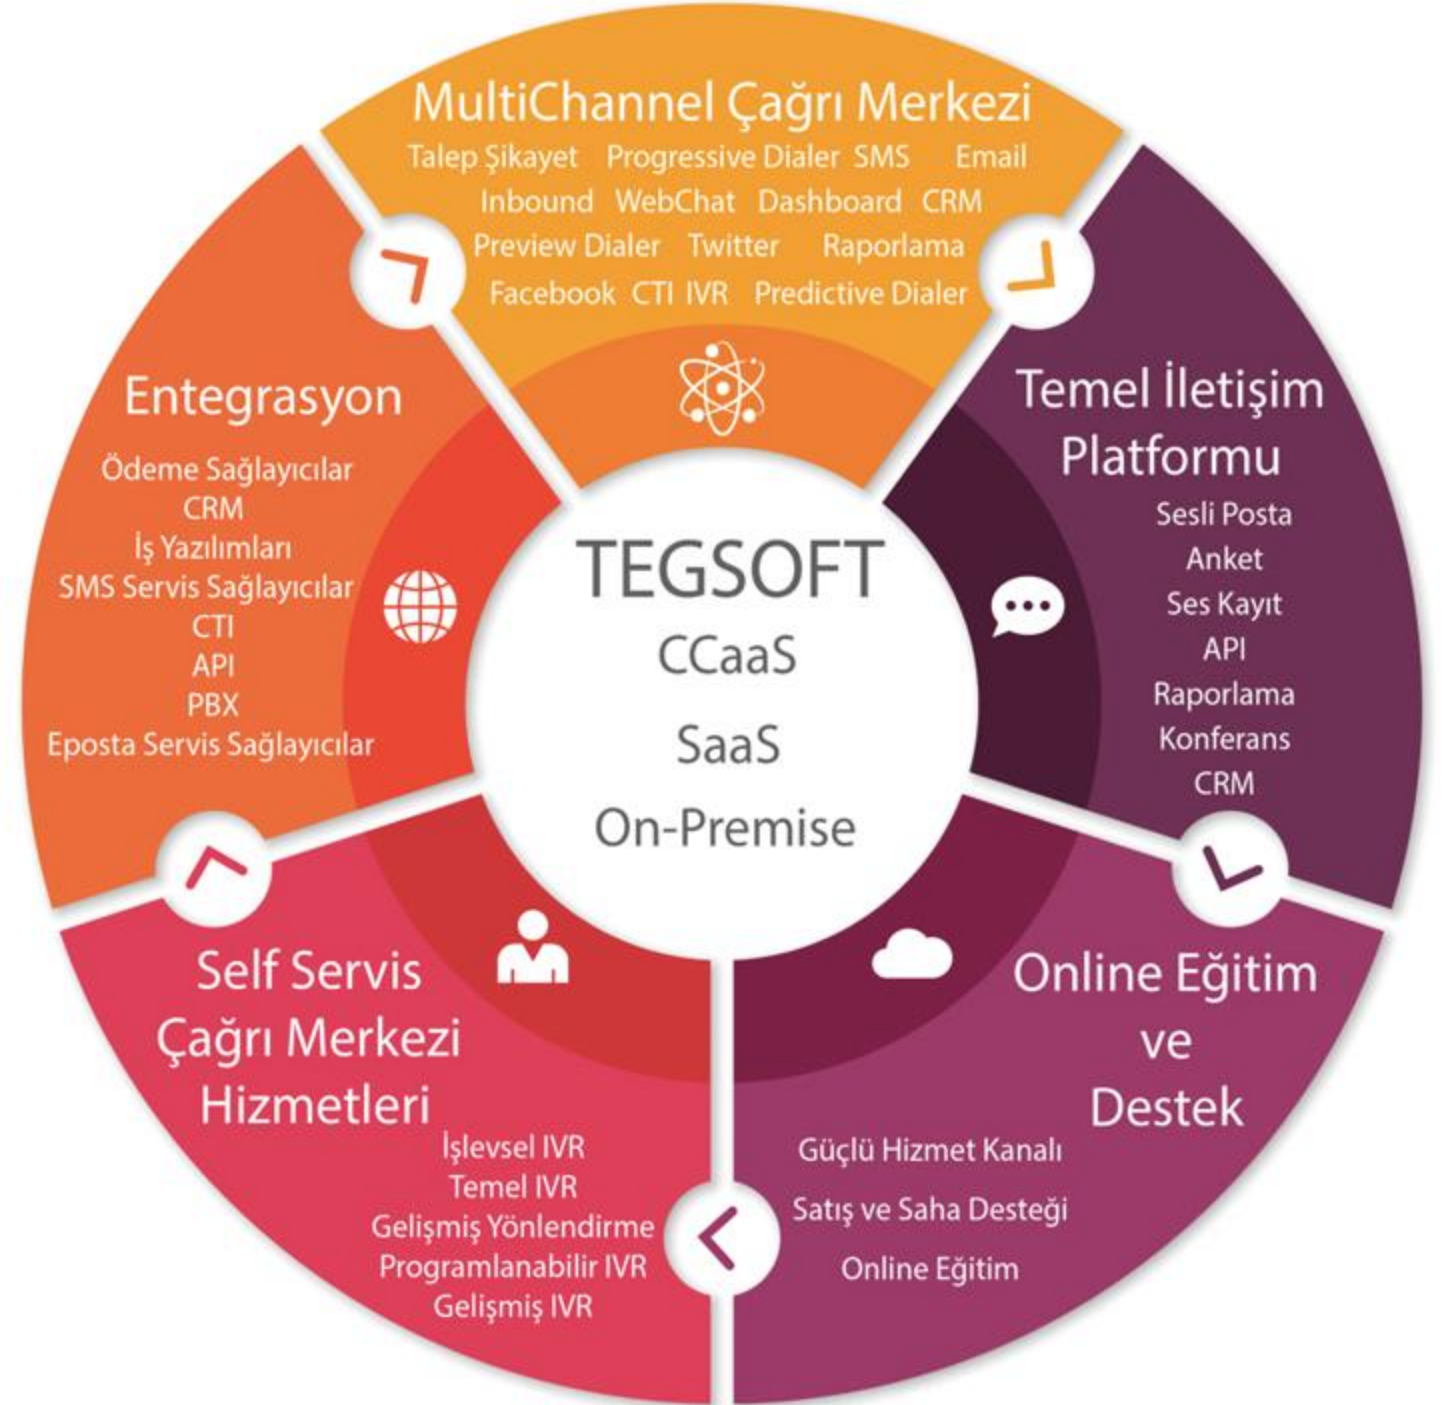 MultiChannel Çağrı Merkezi
Talep Şikayet Progressive Dialer SMS Email
Inbound WebChat Dashboard CRM
Preview Dialer Twitter Raporlama
Facebook CTI IVR Predictive Dialer
Temel İletişim
Platformu
Sesli Posta
Anket
Ses Kayıt
API
Raporlama
Konferans
CRM
Online Eğitim
ve
Destek
Güçlü Hizmet Kanalı
Satış ve Saha Desteği
Online Eğitim
Self Servis
Çağrı Merkezi
Hizmetleri
İşlevsel IVR
Temel IVR
Gelişmiş Yönlendirme
Programlanabilir IVR
Gelişmiş IVR
Entegrasyon
Ödeme Sağlayıcılar
CRM
İş Yazılımları
SMS Servis Sağlayıcılar
CTI
API
PBX
Eposta Servis Sağlayıcılar
TEGSOFT
CCaaS
SaaS
On-Premise